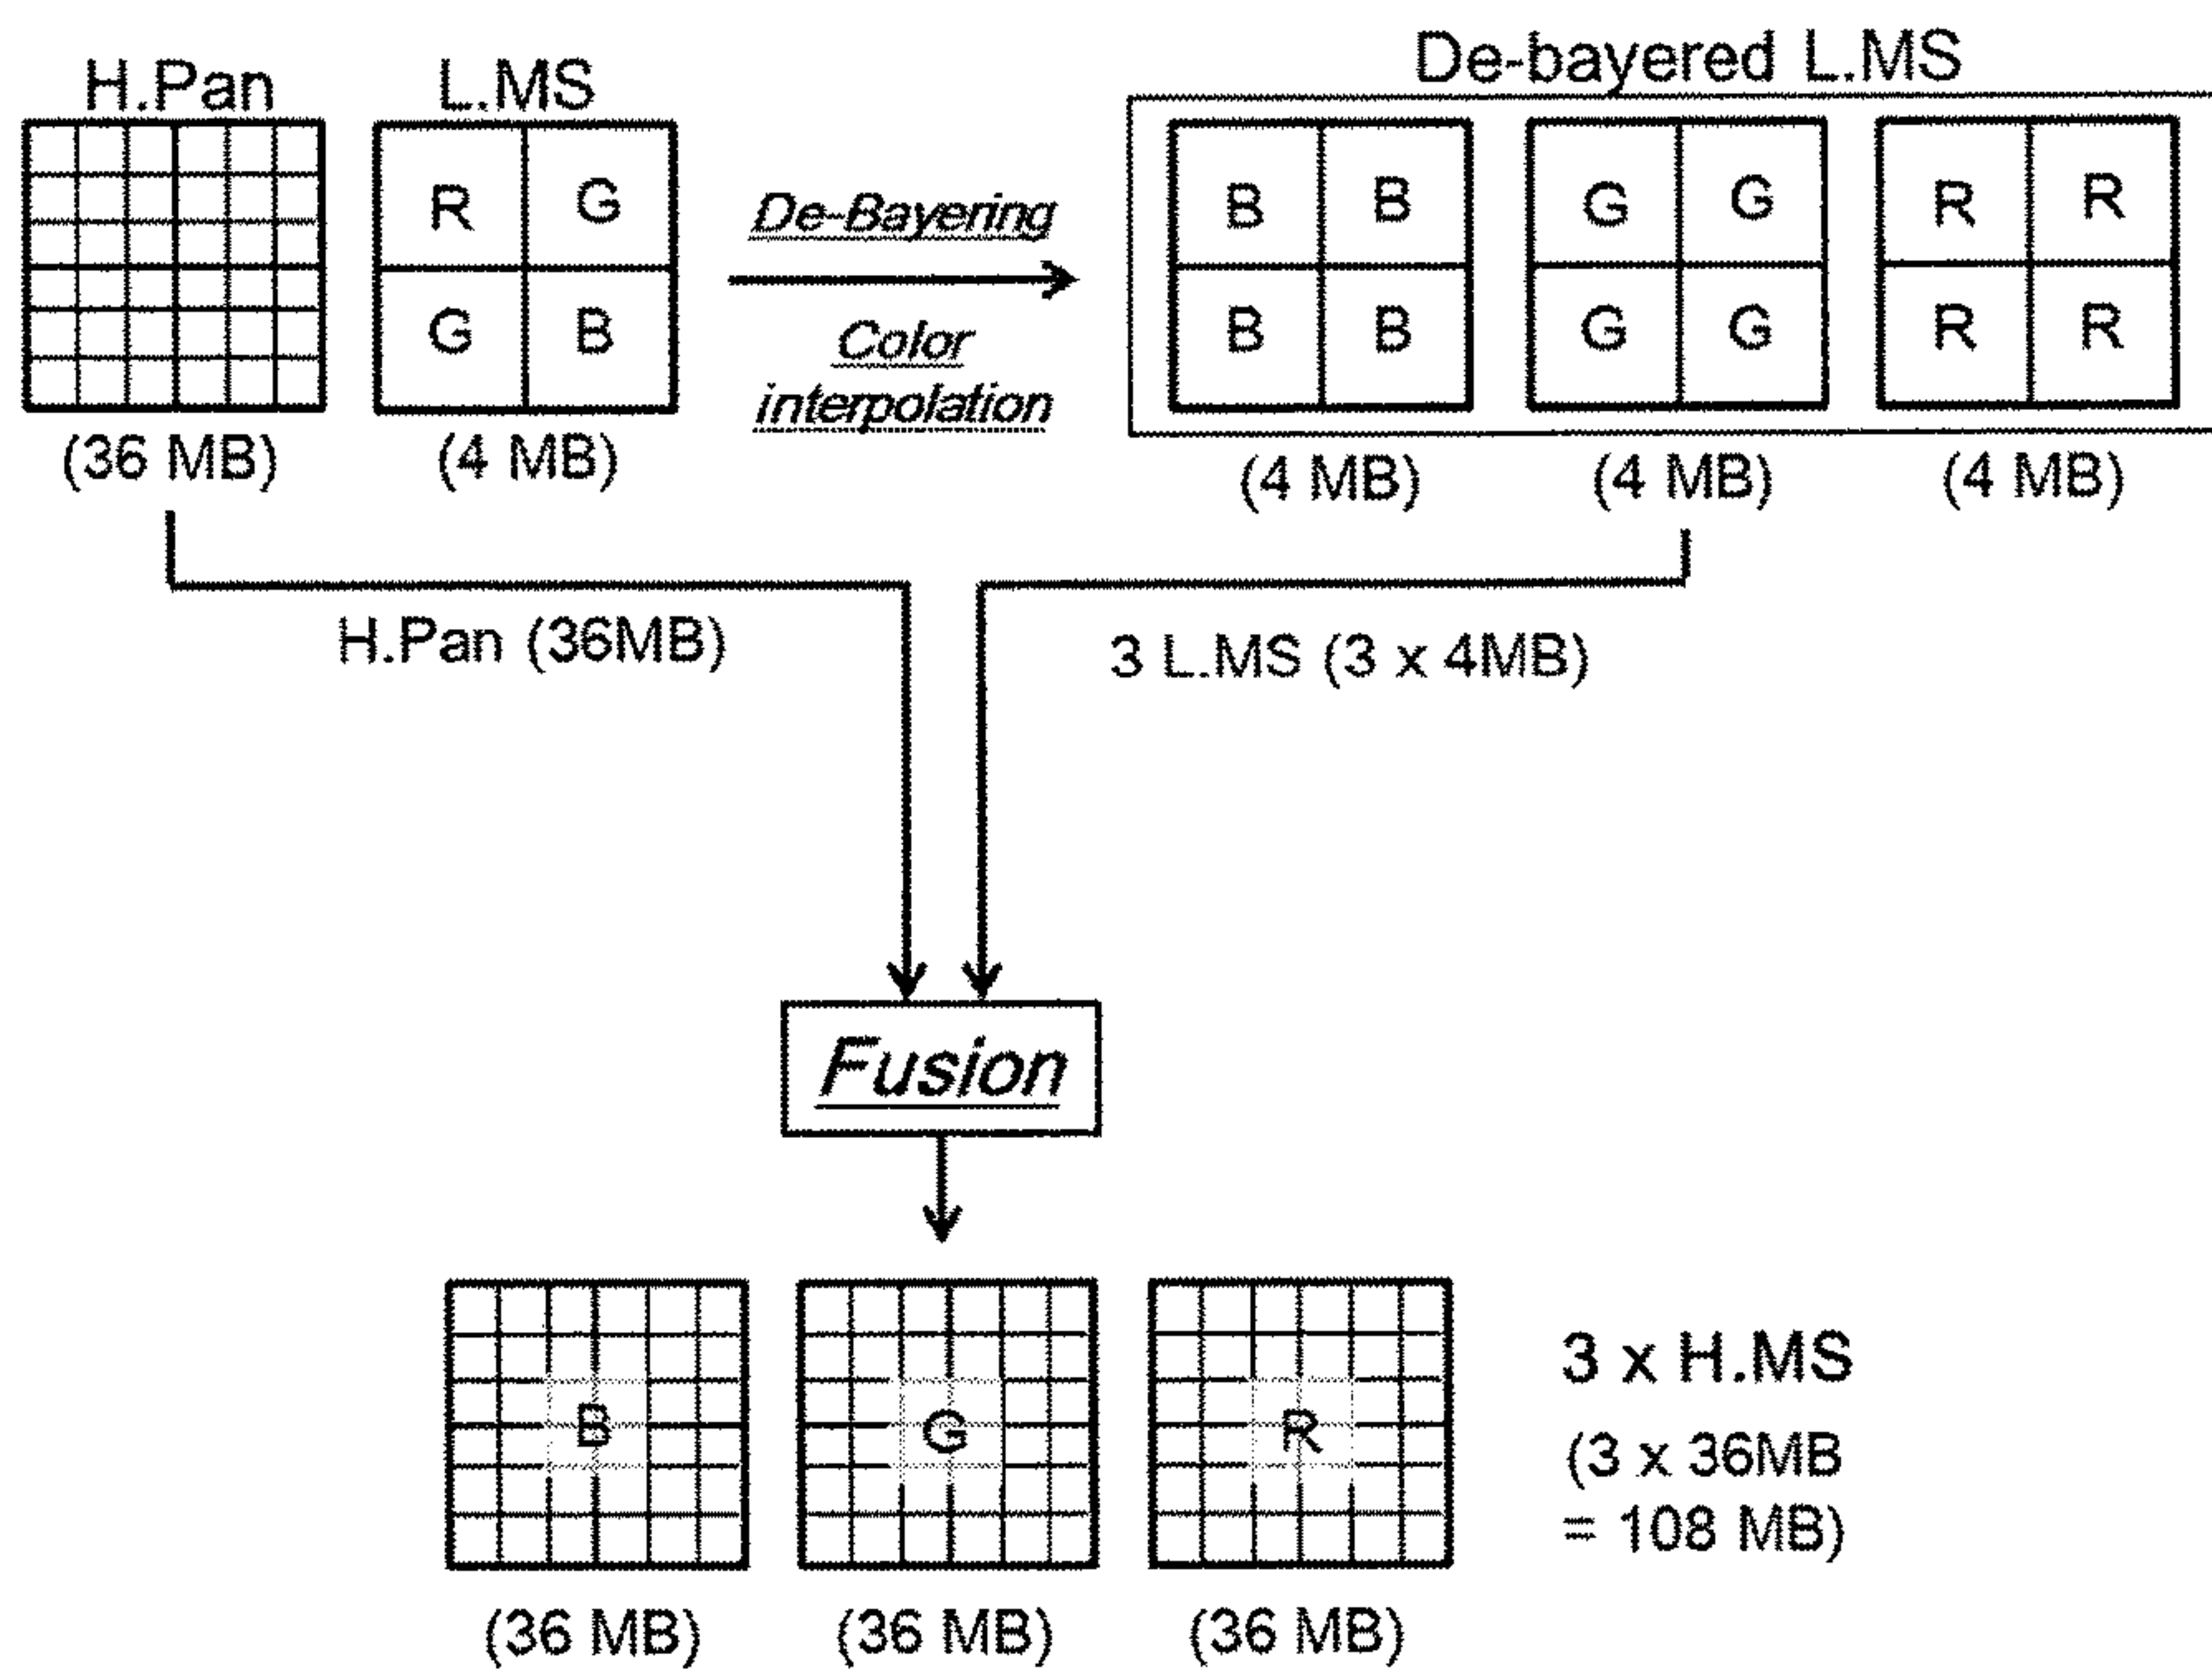 H.Pan
L.MS
De-bayered L.MS
R G
G B
De-Bayering
Color
interpolation
B B
B B
G G
G G
R R
R R
(36 MB)
(4 MB)
(4 MB)
(4 MB)
(4 MB)
H.Pan (36MB)
3 L.MS (3 x 4MB)
Fusion
B
G
R
3 x H.MS
(3 x 36MB
= 108 MB)
(36 MB)
(36 MB)
(36 MB)